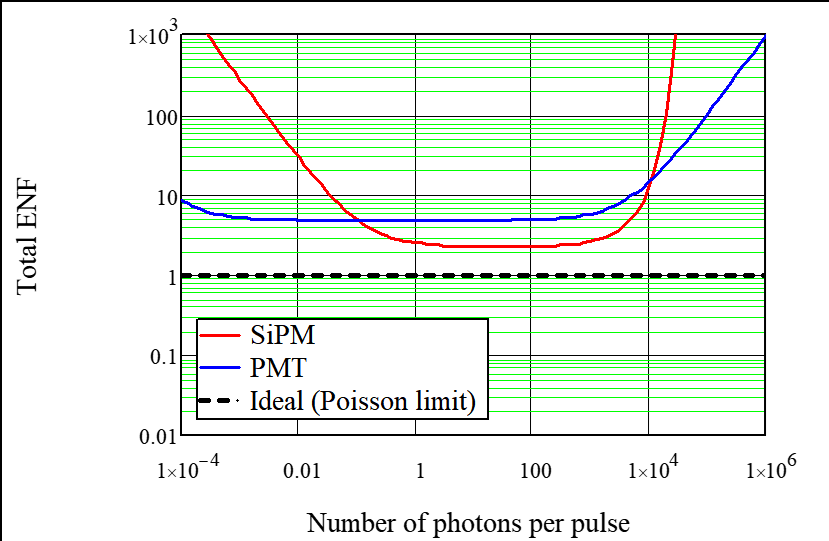 1×10³
100
10
1
0.1
0.01
Total ENF
SiPM
PMT
Ideal (Poisson limit)
1×10⁻⁴ 0.01 1 100 1×10⁴ 1×10⁶
Number of photons per pulse